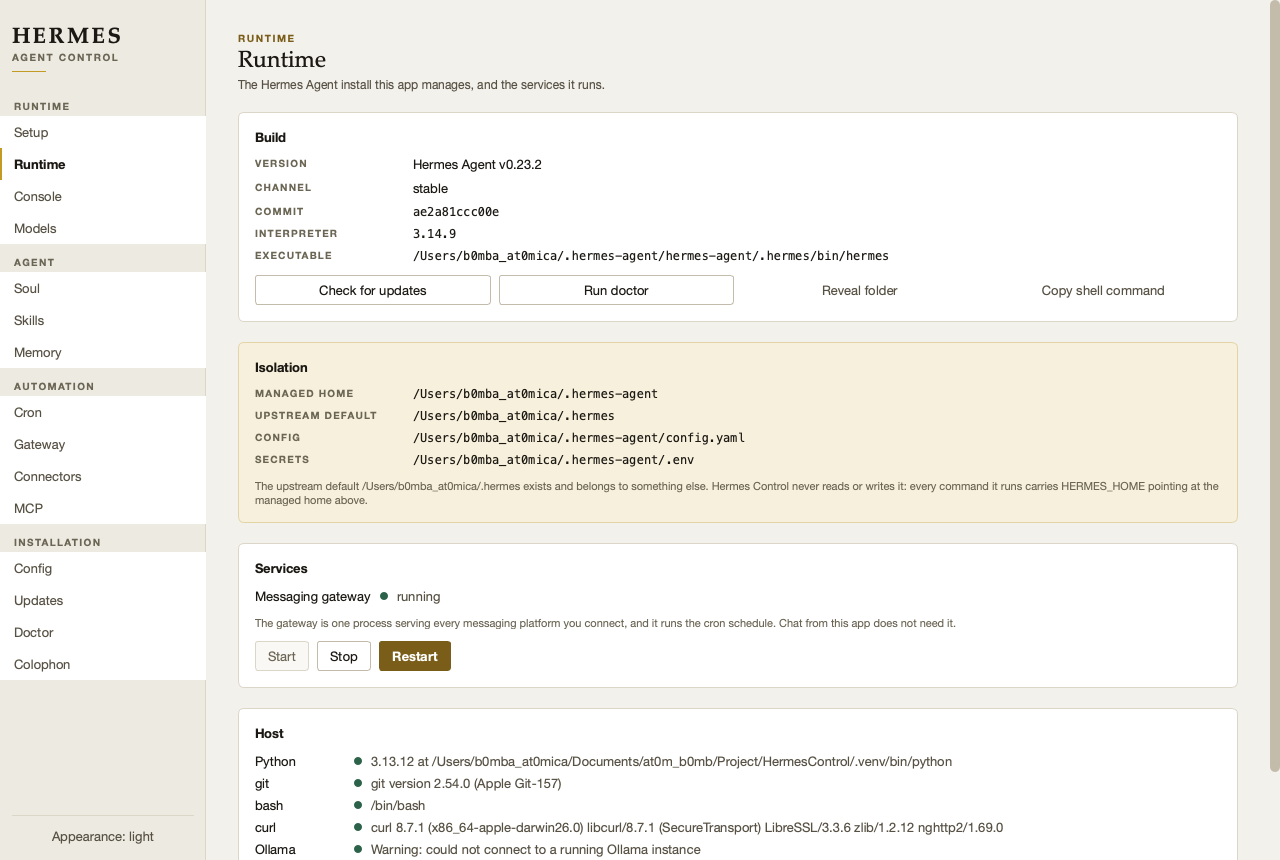 HERMES
AGENT CONTROL
RUNTIME
Setup
Runtime
Console
Models
AGENT
Soul
Skills
Memory
AUTOMATION
Cron
Gateway
Connectors
MCP
INSTALLATION
Config
Updates
Doctor
Colophon
Appearance: light
RUNTIME
Runtime
The Hermes Agent install this app manages, and the services it runs.
Build
VERSION Hermes Agent v0.23.2
CHANNEL stable
COMMIT ae2a81ccc00e
INTERPRETER 3.14.9
EXECUTABLE /Users/b0mba_at0mica/.hermes-agent/hermes-agent/.hermes/bin/hermes
Check for updates Run doctor Reveal folder Copy shell command
Isolation
MANAGED HOME /Users/b0mba_at0mica/.hermes-agent
UPSTREAM DEFAULT /Users/b0mba_at0mica/.hermes
CONFIG /Users/b0mba_at0mica/.hermes-agent/config.yaml
SECRETS /Users/b0mba_at0mica/.hermes-agent/.env
The upstream default /Users/b0mba_at0mica/.hermes exists and belongs to something else. Hermes Control never reads or writes it: every command it runs carries HERMES_HOME pointing at the
managed home above.
Services
Messaging gateway running
The gateway is one process serving every messaging platform you connect, and it runs the cron schedule. Chat from this app does not need it.
Start Stop Restart
Host
Python 3.13.12 at /Users/b0mba_at0mica/Documents/at0m_b0mb/Project/HermesControl/.venv/bin/python
git git version 2.54.0 (Apple Git-157)
bash /bin/bash
curl curl 8.7.1 (x86_64-apple-darwin26.0) libcurl/8.7.1 (SecureTransport) LibreSSL/3.3.6 zlib/1.2.12 nghttp2/1.69.0
Ollama Warning: could not connect to a running Ollama instance